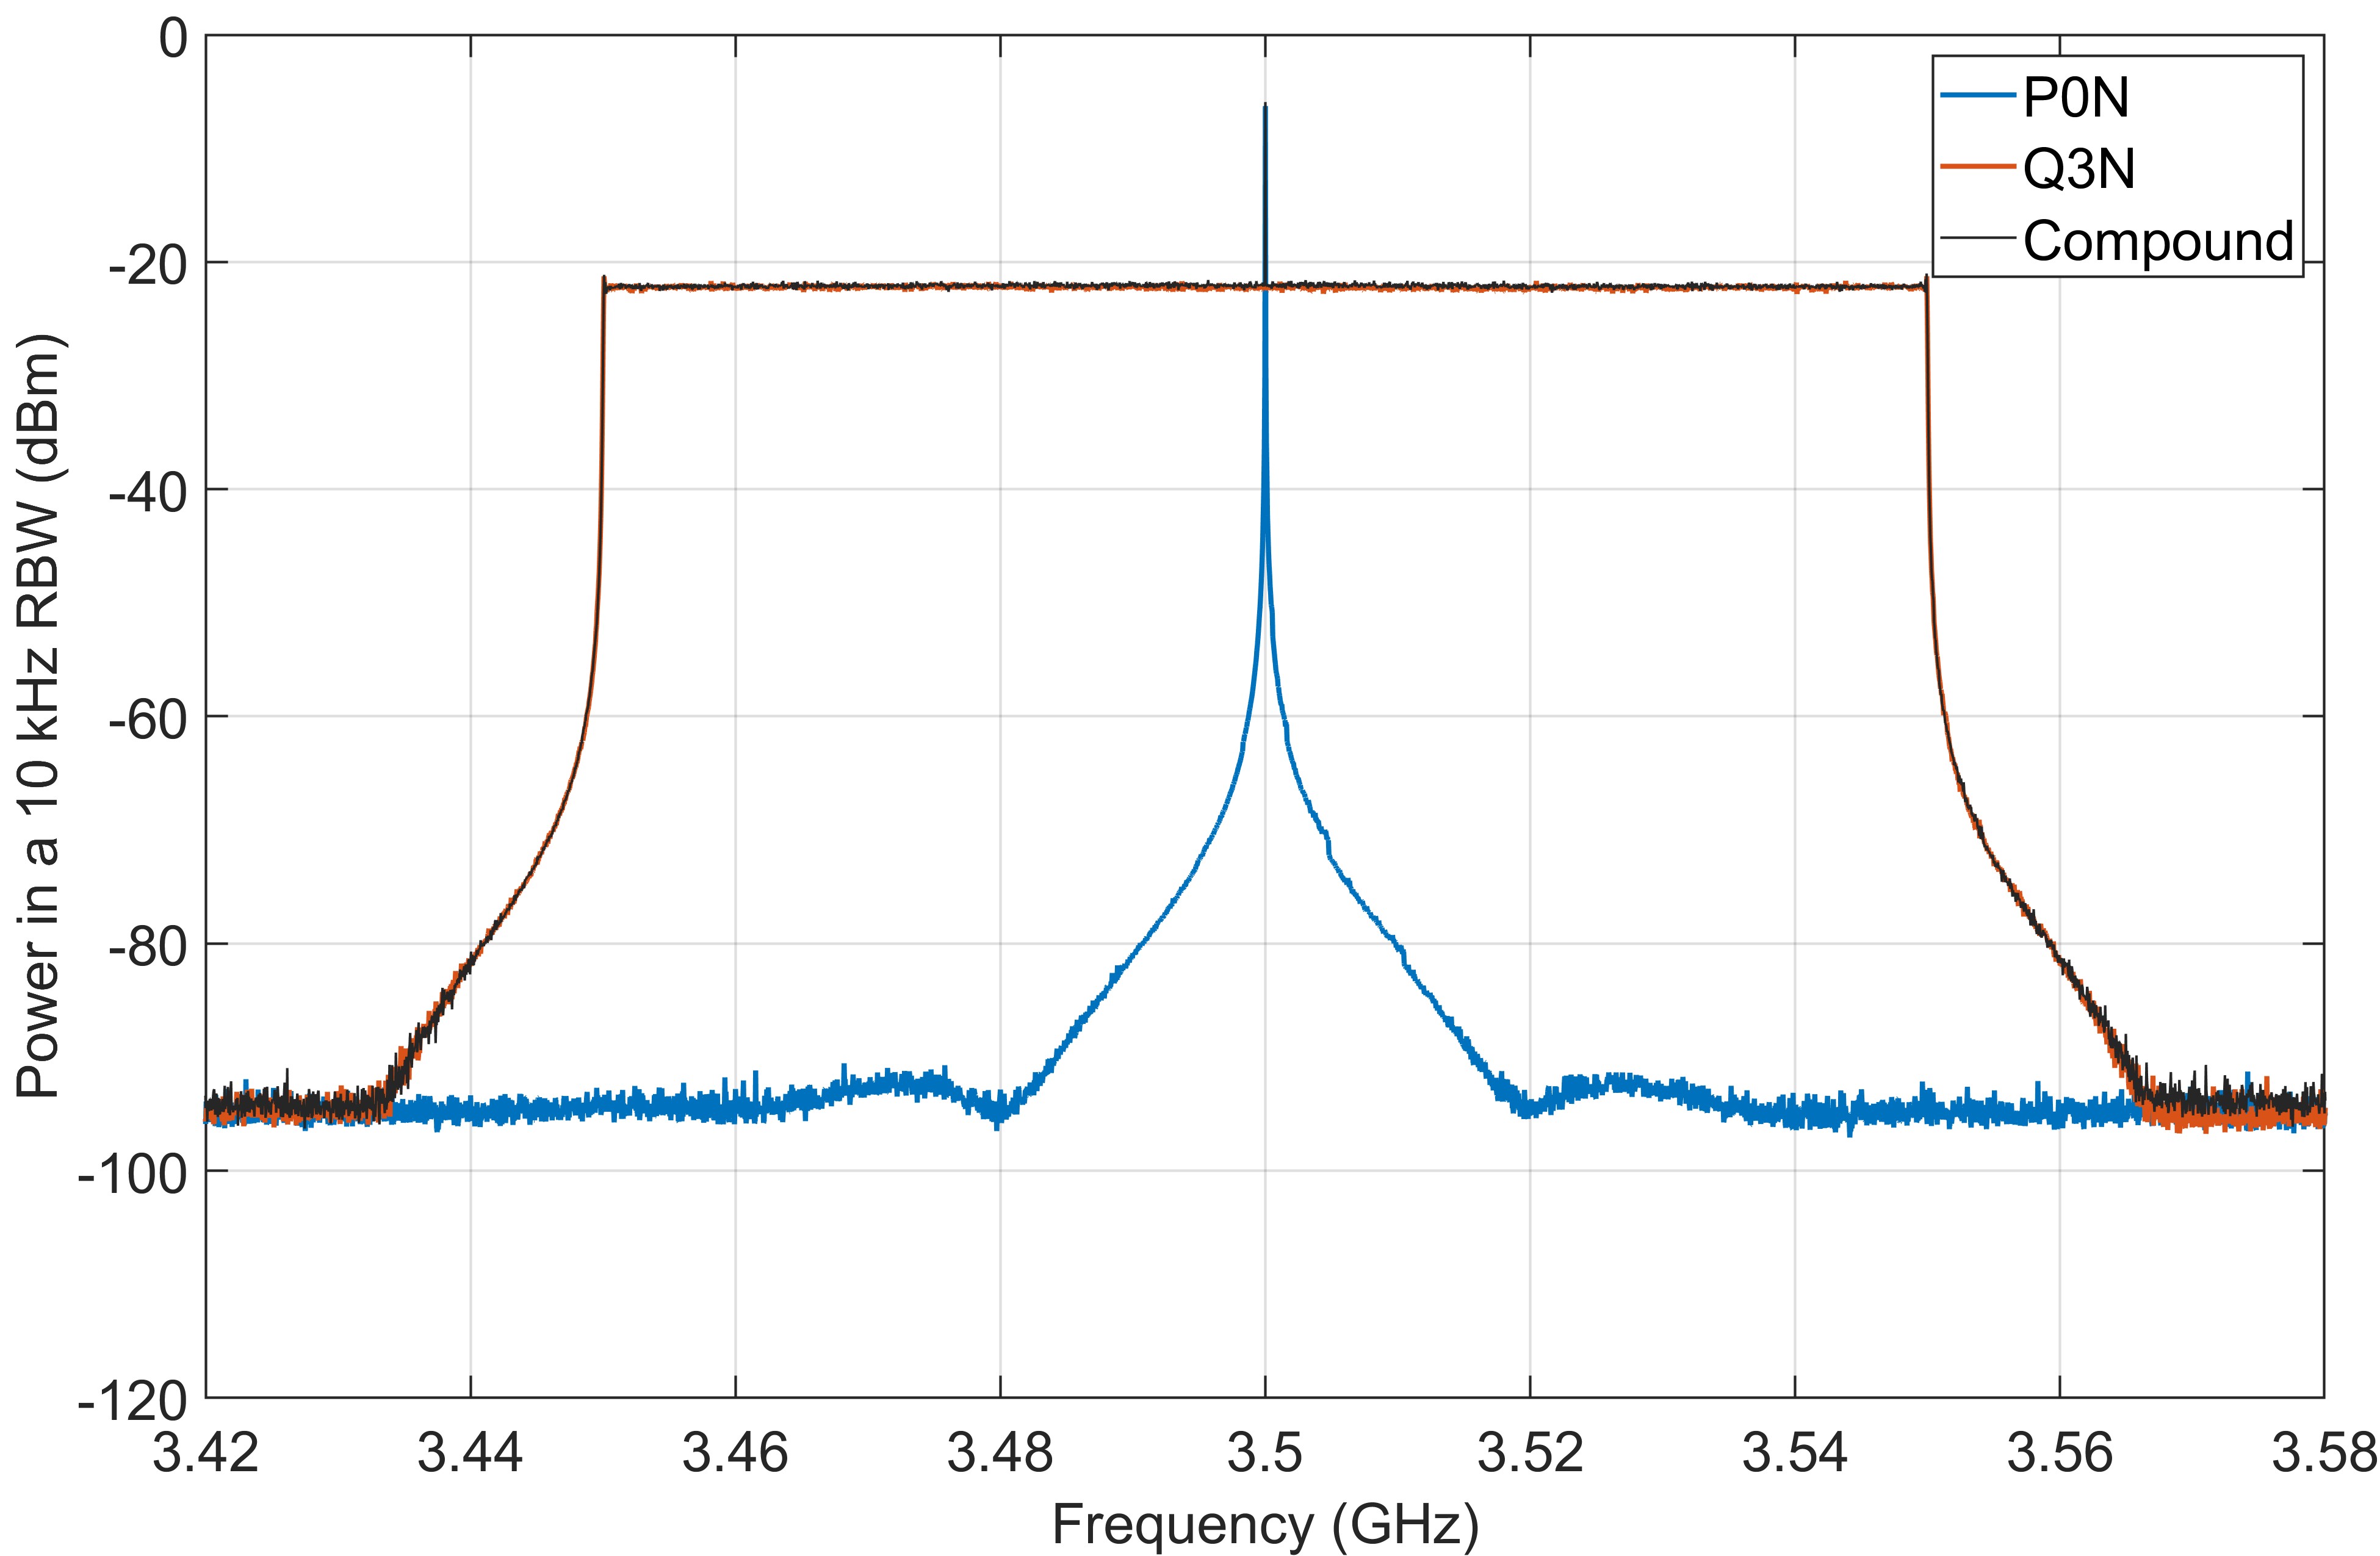 0
-20
-40
-60
-80
-100
-120
Power in a 10 kHz RBW (dBm)
P0N
Q3N
Compound
3.42 3.44 3.46 3.48 3.5 3.52 3.54 3.56 3.58
Frequency (GHz)